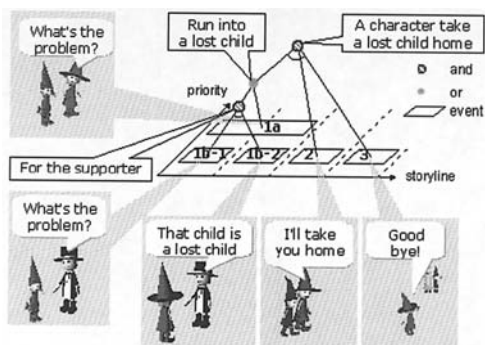 What's the
problem?
Run into
a lost child
A character take
a lost child home
and
or
event
priority
1a
For the supporter
1b-1
1b-2
2
3
storyline
What's the
problem?
That child is
a lost child
I'll take
you home
Good
bye!